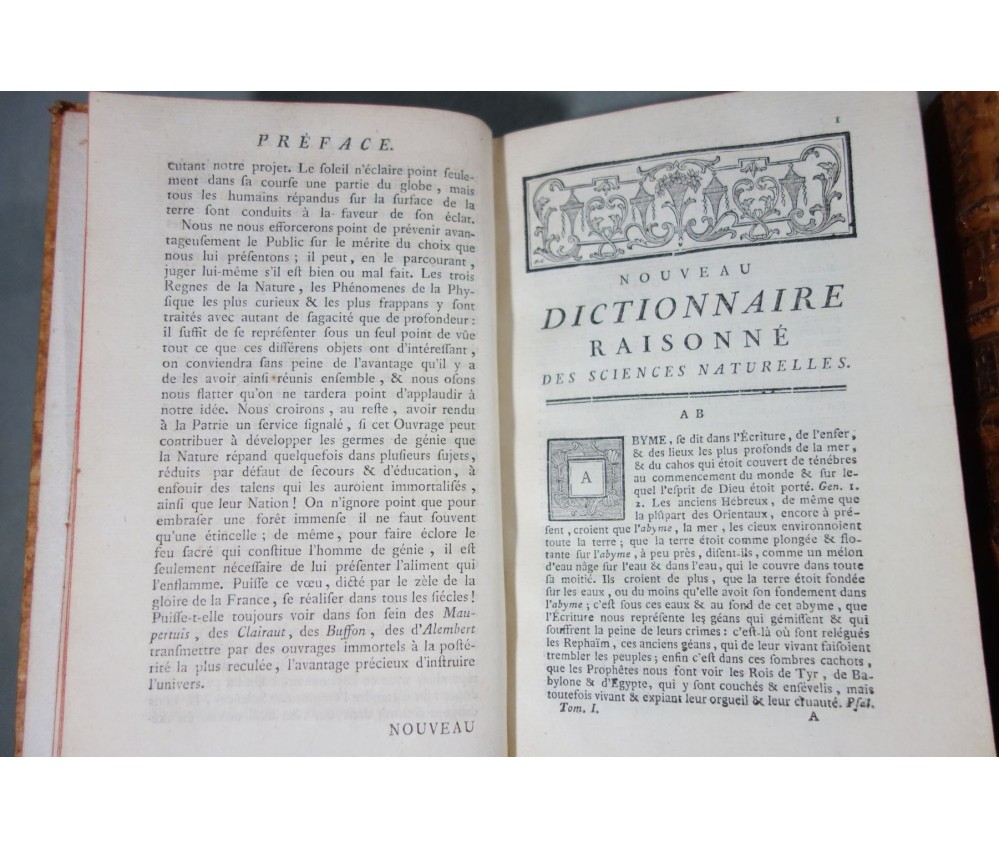 PRÉFACE.
cutant notre projet. Le soleil n'éclaire point ſeule-
ment dans ſa courſe une partie du globe, mais
tous les humains répandus ſur la ſurface de la
terre ſont conduits à la faveur de ſon éclat.
Nous ne nous efforcerons point de prévenir avan-
tageuſement le Public ſur le mérite du choix que
nous lui préſentons; il peut, en le parcourant,
juger lui-même s'il eſt bien ou mal fait. Les trois
Regnes de la Nature, les Phénomenes de la Phy-
ſique les plus curieux & les plus frappans y ſont
traités avec autant de ſagacité que de profondeur:
il ſuffit de ſe repréſenter ſous un ſeul point de vûe
tout ce que ces différens objets ont d'intéreſſant,
on conviendra ſans peine de l'avantage qu'il y a
de les avoir ainſi réunis enſemble, & nous oſons
nous flatter qu'on ne tardera point d'applaudir à
notre idée. Nous croirons, au reſte, avoir rendu
à la Patrie un ſervice ſignalé, ſi cet Ouvrage peut
contribuer à développer les germes de génie que
la Nature répand quelquefois dans pluſieurs ſujets,
réduits par défaut de ſecours & d'éducation, à
enfouir des talens qui les auroient immortaliſés,
ainſi que leur Nation! On n'ignore point que pour
embraſer une forêt immenſe il ne faut ſouvent
qu'une étincelle; de même, pour faire éclore le
feu ſacré qui conſtitue l'homme de génie, il eſt
ſeulement néceſſaire de lui préſenter l'aliment qui
l'enflamme. Puiſſe ce vœu, dicté par le zèle de la
gloire de la France, ſe réaliſer dans tous les ſiécles!
Puiſſe-t-elle toujours voir dans ſon ſein des Mau-
pertuis, des Clairaut, des Buffon, des d'Alembert
tranſmettre par des ouvrages immortels à la poſté-
rité la plus reculée, l'avantage précieux d'inſtruire
l'univers.
NOUVEAU
1
NOUVEAU
DICTIONNAIRE
RAISONNÉ
DES SCIENCES NATURELLES.
AB
ABYME, ſe dit dans l'Écriture, de l'enfer,
& des lieux les plus profonds de la mer,
& du cahos qui étoit couvert de ténébres
au commencement du monde & ſur le-
quel l'eſprit de Dieu étoit porté. Gen. 1.
2. Les anciens Hébreux, de même que
la plûpart des Orientaux, encore à pré-
ſent, croient que l'abyme, la mer, les cieux environnoient
toute la terre; que la terre étoit comme plongée & flo-
tante ſur l'abyme, à peu près, diſent-ils, comme un mélon
d'eau nâge ſur l'eau & dans l'eau, qui le couvre dans toute
ſa moitié. Ils croient de plus, que la terre étoit fondée
ſur les eaux, ou du moins qu'elle avoit ſon fondement dans
l'abyme; c'eſt ſous ces eaux & au fond de cet abyme, que
l'Écriture nous repréſente les géans qui gémiſſent & qui
ſouffrent la peine de leurs crimes: c'eſt-là où ſont relégués
les Rephaïm, ces anciens géans, qui de leur vivant faiſoient
trembler les peuples; enfin c'eſt dans ces ſombres cachots,
que les Prophêtes nous font voir les Rois de Tyr, de Ba-
bylone & d'Égypte, qui y ſont couchés & enſévelis, mais
toutefois vivant & expiant leur orgueil & leur cruauté. Pſal.
Tom. I. A